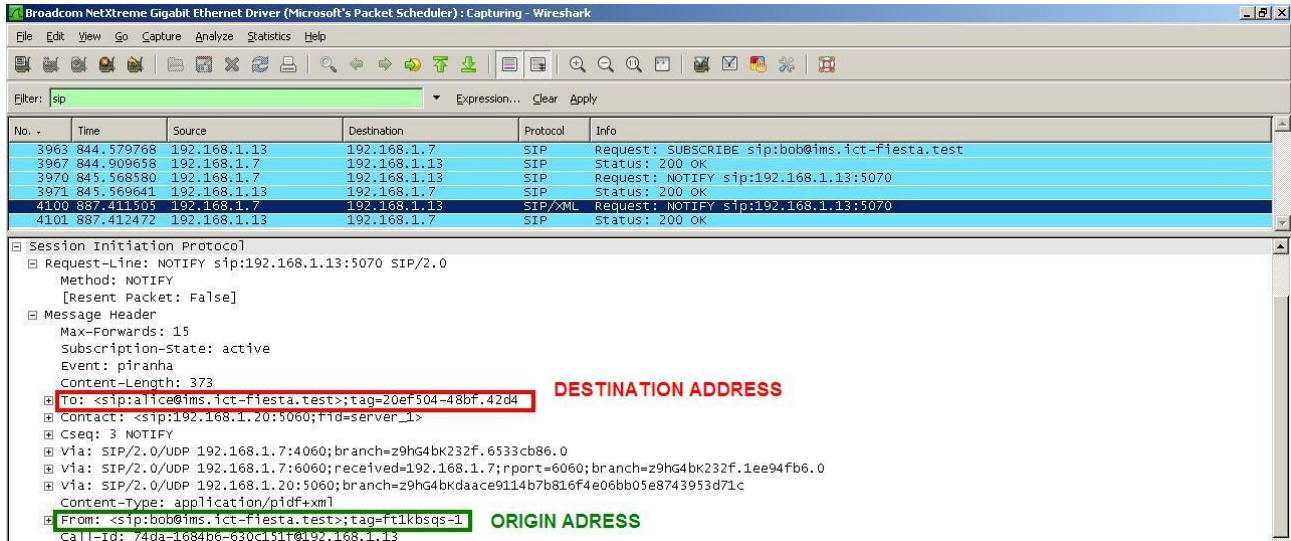 Broadcom NetXtreme Gigabit Ethernet Driver (Microsoft's Packet Scheduler) : Capturing - Wireshark
File Edit View Go Capture Analyze Statistics Help
Filter: sip Expression... Clear Apply
No. . Time Source Destination Protocol Info
3963 844.579768 192.168.1.13 192.168.1.7 SIP Request: SUBSCRIBE sip:bob@ims.ict-fiesta.test
3967 844.909658 192.168.1.7 192.168.1.13 SIP Status: 200 OK
3970 845.568580 192.168.1.7 192.168.1.13 SIP Request: NOTIFY sip:192.168.1.13:5070
3971 845.569641 192.168.1.13 192.168.1.7 SIP Status: 200 OK
4100 887.411505 192.168.1.7 192.168.1.13 SIP/XML Request: NOTIFY sip:192.168.1.13:5070
4101 887.412472 192.168.1.13 192.168.1.7 SIP Status: 200 OK
Session Initiation Protocol
Request-Line: NOTIFY sip:192.168.1.13:5070 SIP/2.0
Method: NOTIFY
[Resent Packet: False]
Message Header
Max-Forwards: 15
Subscription-State: active
Event: piranha
Content-Length: 373
To: <sip:alice@ims.ict-fiesta.test>;tag=20ef504-48bf.42d4 DESTINATION ADDRESS
Contact: <sip:192.168.1.20:5060;fid=server_1>
Cseq: 3 NOTIFY
Via: SIP/2.0/UDP 192.168.1.7:4060;branch=z9hG4bK232f.6533cb86.0
Via: SIP/2.0/UDP 192.168.1.7:6060;received=192.168.1.7;rport=6060;branch=z9hG4bK232f.1ee94fb6.0
Via: SIP/2.0/UDP 192.168.1.20:5060;branch=z9hG4bKdaace9114b7b816f4e06bb05e8743953d71c
Content-Type: application/pidf+xml
From: <sip:bob@ims.ict-fiesta.test>;tag=ft1kbsqs-1 ORIGIN ADRESS
Call-Id: 74da-1684b6-630c151f@192.168.1.13